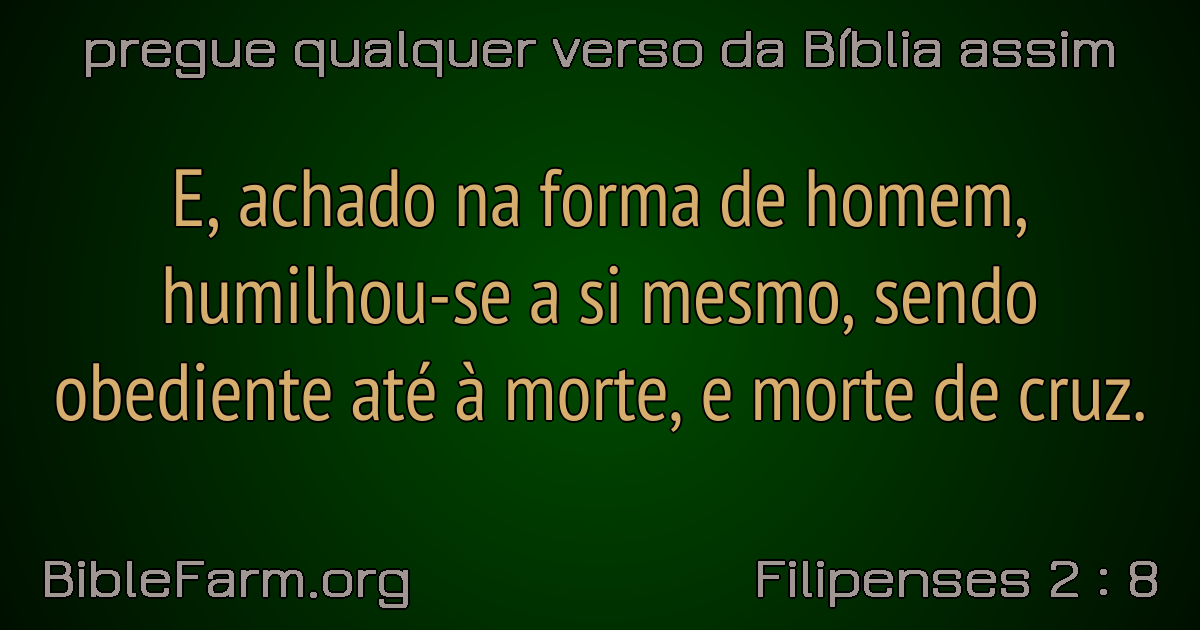 pregue qualquer verso da Bíblia assim
E, achado na forma de homem,
humilhou-se a si mesmo, sendo
obediente até à morte, e morte de cruz.
BibleFarm.org
Filipenses 2 : 8